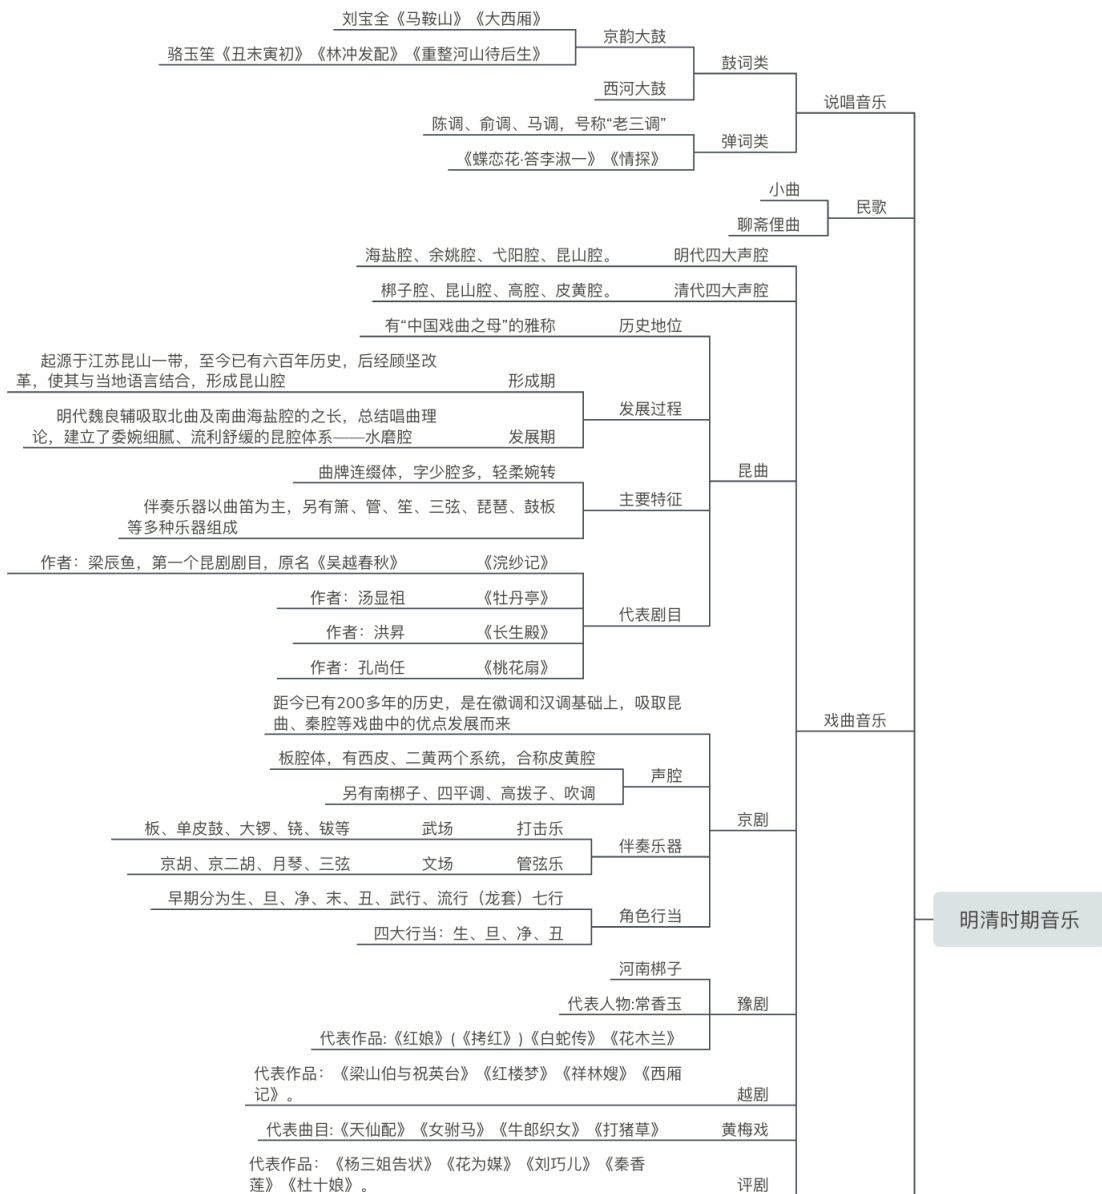 刘宝全《马鞍山》《大西厢》
京韵大鼓
骆玉笙《丑末寅初》《林冲发配》《重整河山待后生》
鼓词类
西河大鼓
说唱音乐
陈调、俞调、马调，号称“老三调”
弹词类
《蝶恋花·答李淑一》《情探》
小曲
民歌
聊斋俚曲
海盐腔、余姚腔、弋阳腔、昆山腔。
明代四大声腔
梆子腔、昆山腔、高腔、皮黄腔。
清代四大声腔
有“中国戏曲之母”的雅称
历史地位
起源于江苏昆山一带，至今已有六百年历史，后经顾坚改
革，使其与当地语言结合，形成昆山腔
形成期
发展过程
明代魏良辅吸取北曲及南曲海盐腔的之长，总结唱曲理
论，建立了委婉细腻、流利舒缓的昆腔体系——水磨腔
发展期
昆曲
曲牌连缀体，字少腔多，轻柔婉转
主要特征
伴奏乐器以曲笛为主，另有箫、管、笙、三弦、琵琶、鼓板
等多种乐器组成
作者：梁辰鱼，第一个昆剧剧目，原名《吴越春秋》
《浣纱记》
作者：汤显祖
《牡丹亭》
代表剧目
作者：洪昇
《长生殿》
作者：孔尚任
《桃花扇》
距今已有200多年的历史，是在徽调和汉调基础上，吸取昆
曲、秦腔等戏曲中的优点发展而来
戏曲音乐
板腔体，有西皮、二黄两个系统，合称皮黄腔
声腔
另有南梆子、四平调、高拨子、吹调
京剧
板、单皮鼓、大锣、铙、钹等
武场
打击乐
伴奏乐器
京胡、京二胡、月琴、三弦
文场
管弦乐
早期分为生、旦、净、末、丑、武行、流行（龙套）七行
角色行当
四大行当：生、旦、净、丑
明清时期音乐
河南梆子
代表人物:常香玉
豫剧
代表作品:《红娘》(《拷红》)《白蛇传》《花木兰》
代表作品：《梁山伯与祝英台》《红楼梦》《祥林嫂》《西厢
记》。
越剧
代表曲目:《天仙配》《女驸马》《牛郎织女》《打猪草》
黄梅戏
代表作品：《杨三姐告状》《花为媒》《刘巧儿》《秦香
莲》《杜十娘》。
评剧